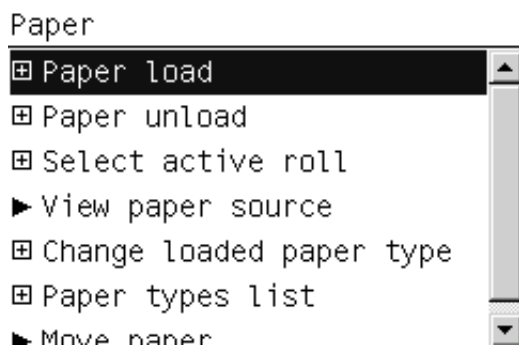 Paper
Paper load
Paper unload
Select active roll
View paper source
Change loaded paper type
Paper types list
Move paper